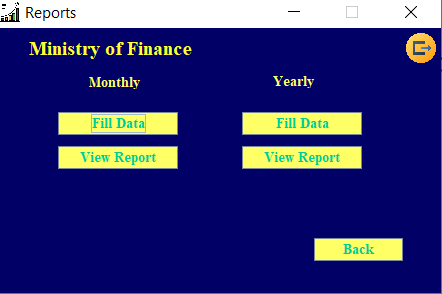 Reports
Ministry of Finance
Monthly Yearly
Fill Data Fill Data
View Report View Report
Back